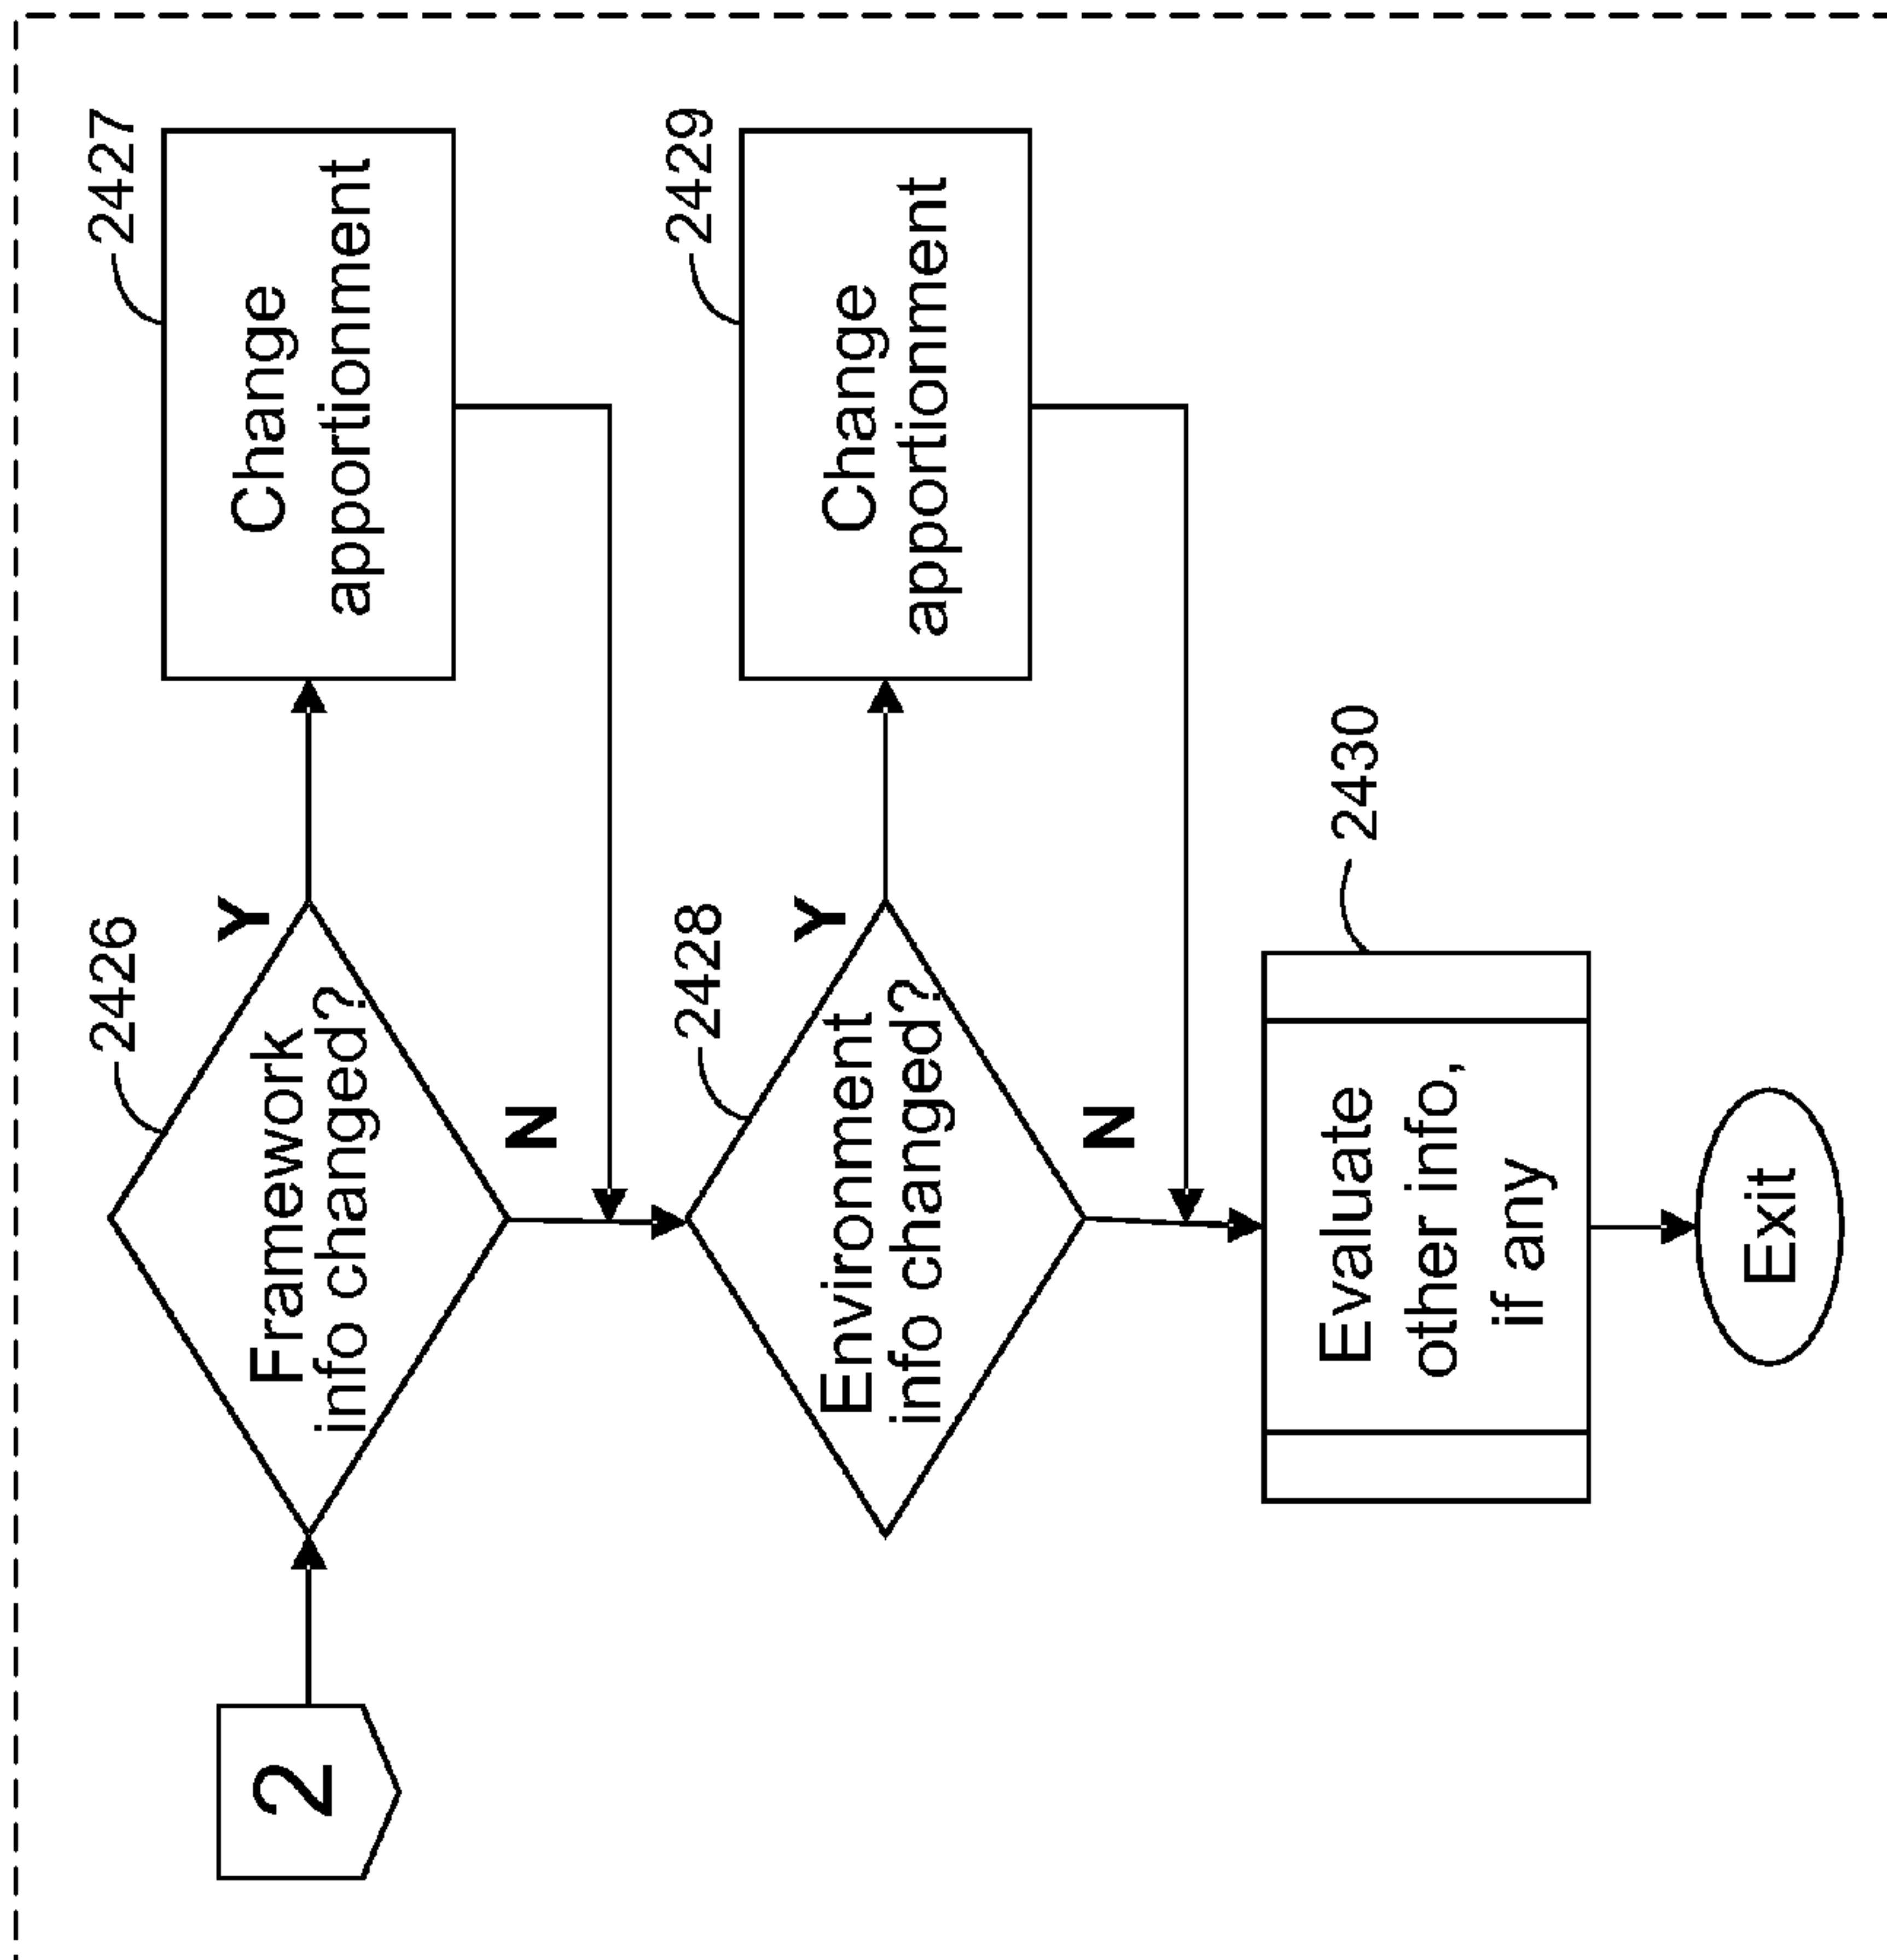 2
2426
Framework
info changed?
Y
N
2427
Change
apportionment
2428
Environment
info changed?
Y
N
2429
Change
apportionment
2430
Evaluate
other info,
if any
Exit